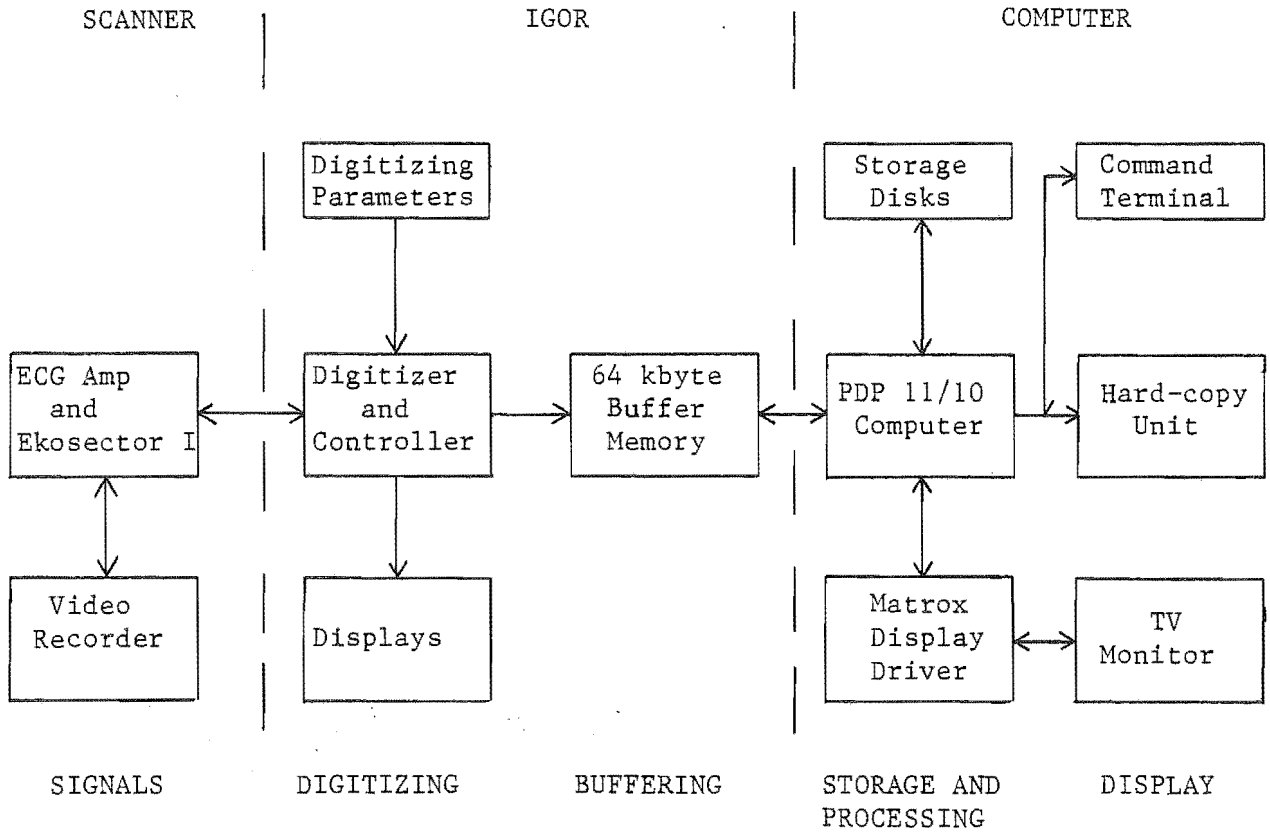 SCANNER
IGOR
COMPUTER
Digitizing
Parameters
Storage
Disks
Command
Terminal
ECG Amp
and
Ekosector I
Digitizer
and
Controller
64 kbyte
Buffer
Memory
PDP 11/10
Computer
Hard-copy
Unit
Video
Recorder
Displays
Matrox
Display
Driver
TV
Monitor
SIGNALS
DIGITIZING
BUFFERING
STORAGE AND
PROCESSING
DISPLAY